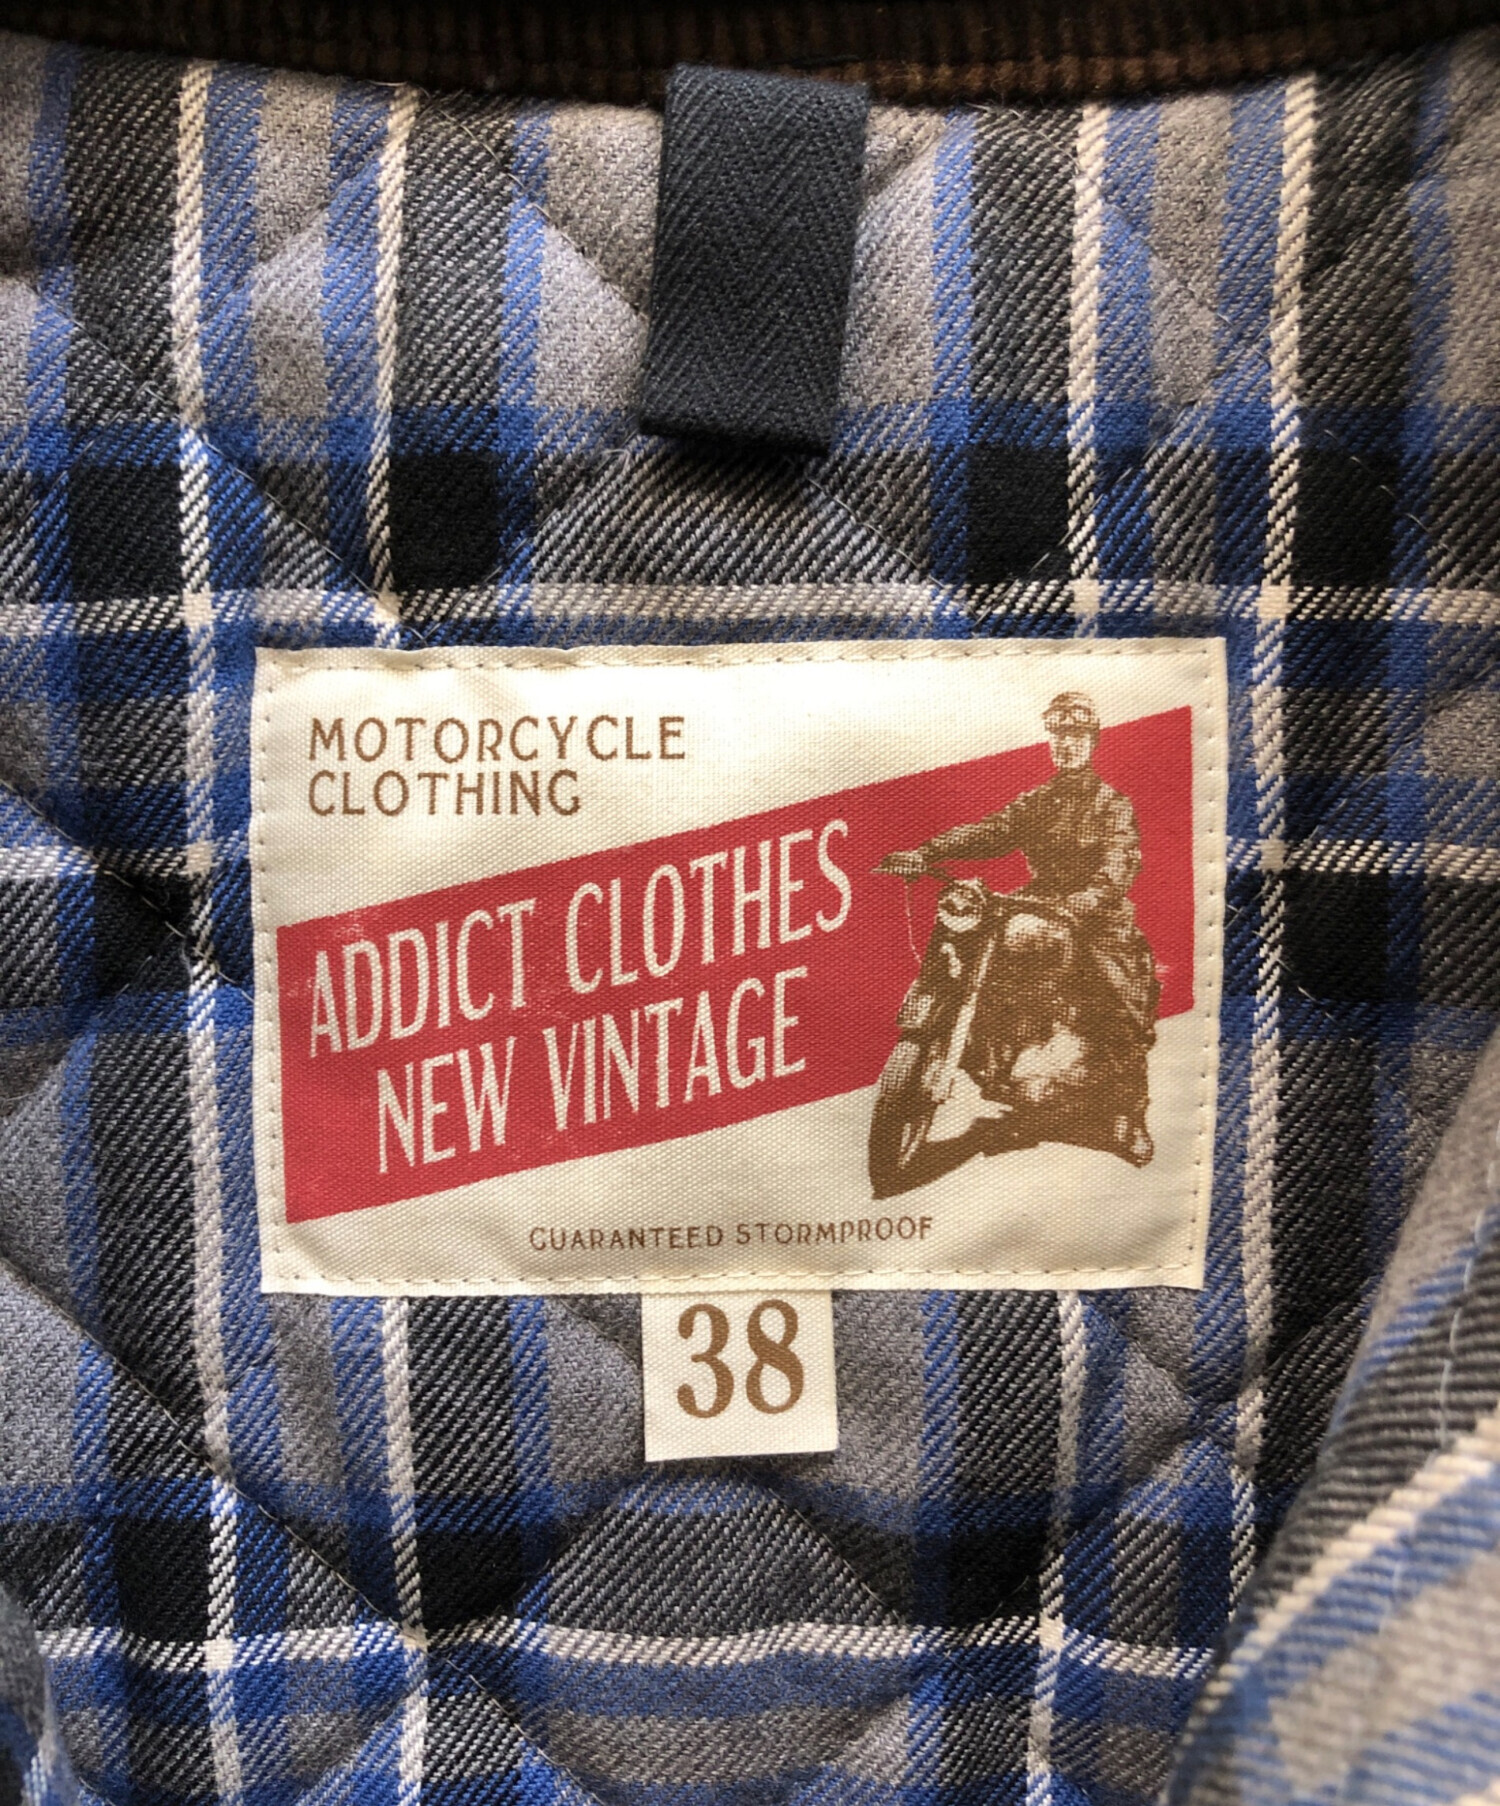 MOTORCYCLE
CLOTHING
ADDICT CLOTHES
NEW VINTAGE
GUARANTEED STORMPROOF
38